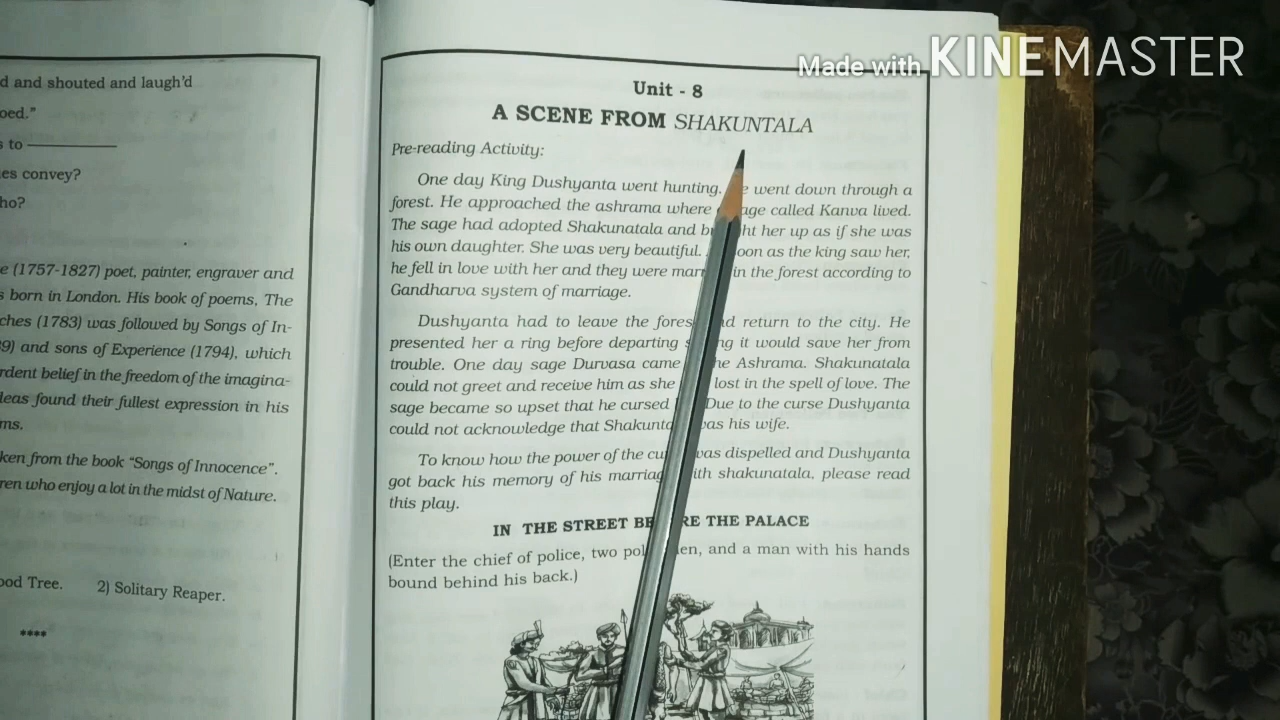 d and shouted and laugh'd
oed."
s to
es convey?
ho?
e (1757-1827) poet, painter, engraver and
s born in London. His book of poems, The
ches (1783) was followed by Songs of In-
9) and sons of Experience (1794), which
rdent belief in the freedom of the imagina-
leas found their fullest expression in his
ms.
ken from the book "Songs of Innocence".
ren who enjoy a lot in the midst of Nature.
ood Tree. 2) Solitary Reaper.
****
Made with KINEMASTER
Unit - 8
A SCENE FROM SHAKUNTALA
Pre-reading Activity:
One day King Dushyanta went hunting. e went down through a
forest. He approached the ashrama where age called Kanva lived.
The sage had adopted Shakunatala and b ht her up as if she was
his own daughter. She was very beautiful. oon as the king saw her,
he fell in love with her and they were mar in the forest according to
Gandharva system of marriage.
Dushyanta had to leave the fores d return to the city. He
presented her a ring before departing s ng it would save her from
trouble. One day sage Durvasa came he Ashrama. Shakunatala
could not greet and receive him as she lost in the spell of love. The
sage became so upset that he cursed Due to the curse Dushyanta
could not acknowledge that Shakunta was his wife.
To know how the power of the cu was dispelled and Dushyanta
got back his memory of his marriag ith shakunatala, please read
this play.
IN THE STREET BE RE THE PALACE
(Enter the chief of police, two pol en, and a man with his hands
bound behind his back.)